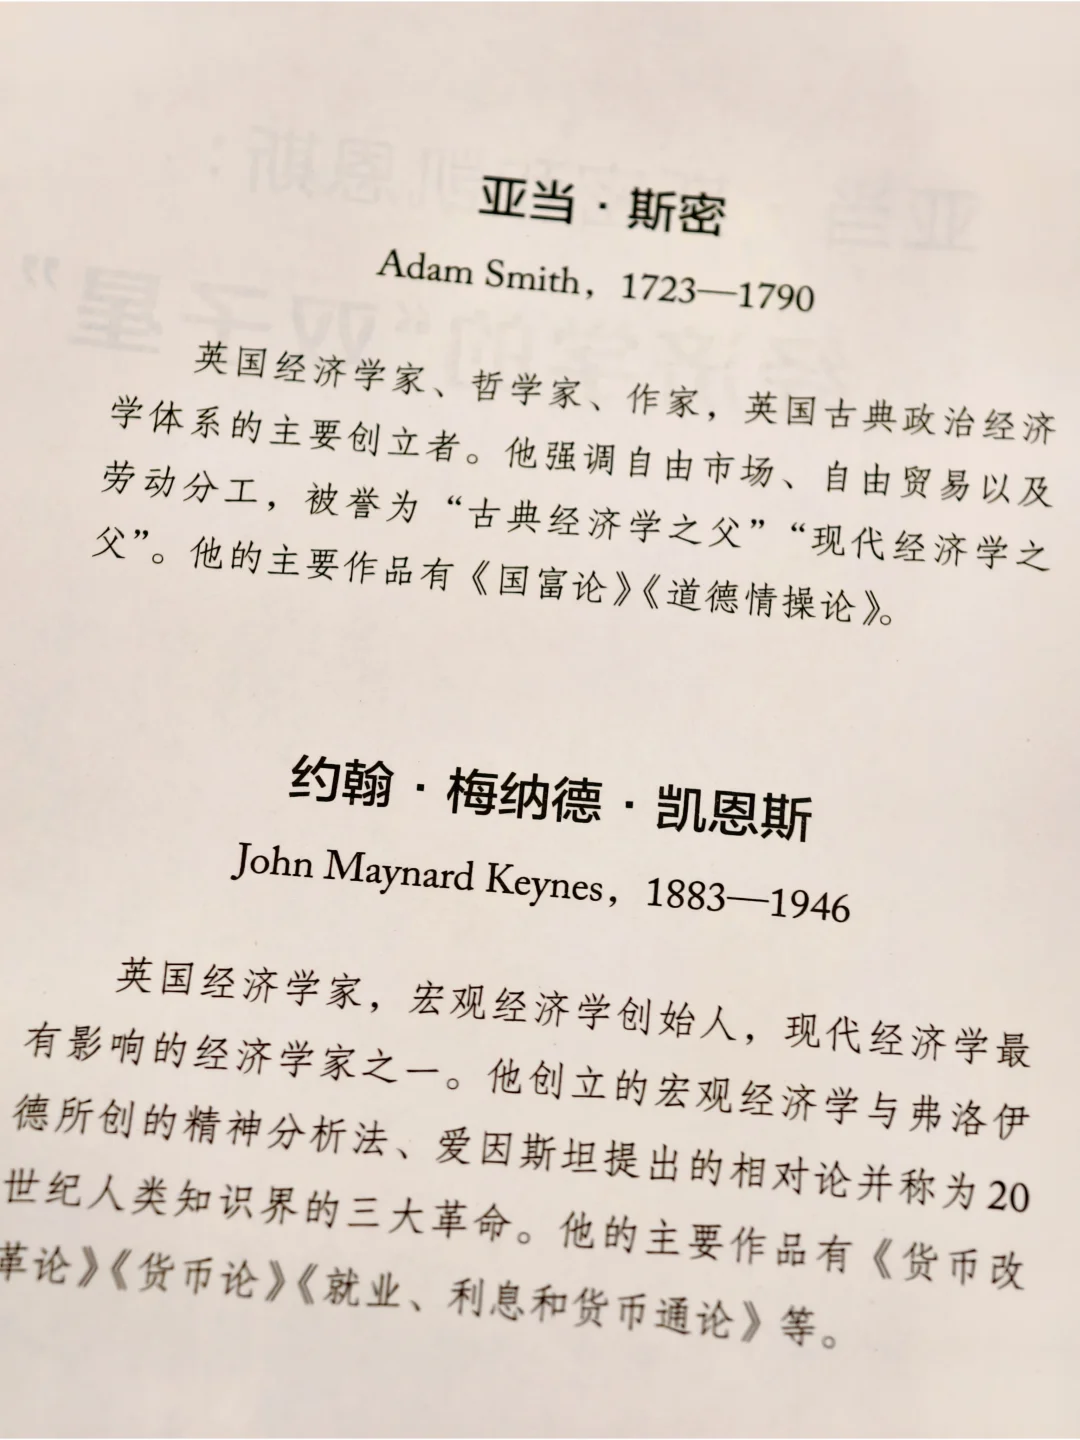 亚当·斯密
Adam Smith，1723—1790
英国经济学家、哲学家、作家，英国古典政治经济
学体系的主要创立者。他强调自由市场、自由贸易以及
劳动分工，被誉为“古典经济学之父”“现代经济学之
父”。他的主要作品有《国富论》《道德情操论》。
约翰·梅纳德·凯恩斯
John Maynard Keynes，1883—1946
英国经济学家，宏观经济学创始人，现代经济学最
有影响的经济学家之一。他创立的宏观经济学与弗洛伊
德所创的精神分析法、爱因斯坦提出的相对论并称为20
世纪人类知识界的三大革命。他的主要作品有《货币改
革论》《货币论》《就业、利息和货币通论》等。